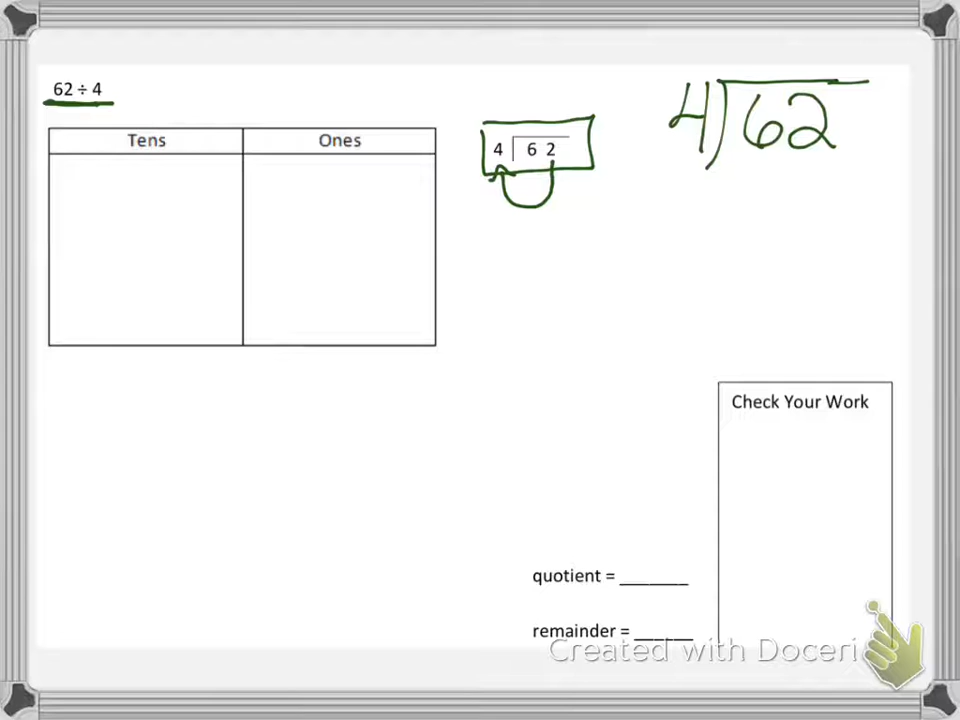 62 ÷ 4
Tens Ones
4 6 2
4 62
Check Your Work
quotient = _______
remainder = ______
Created with Doceri